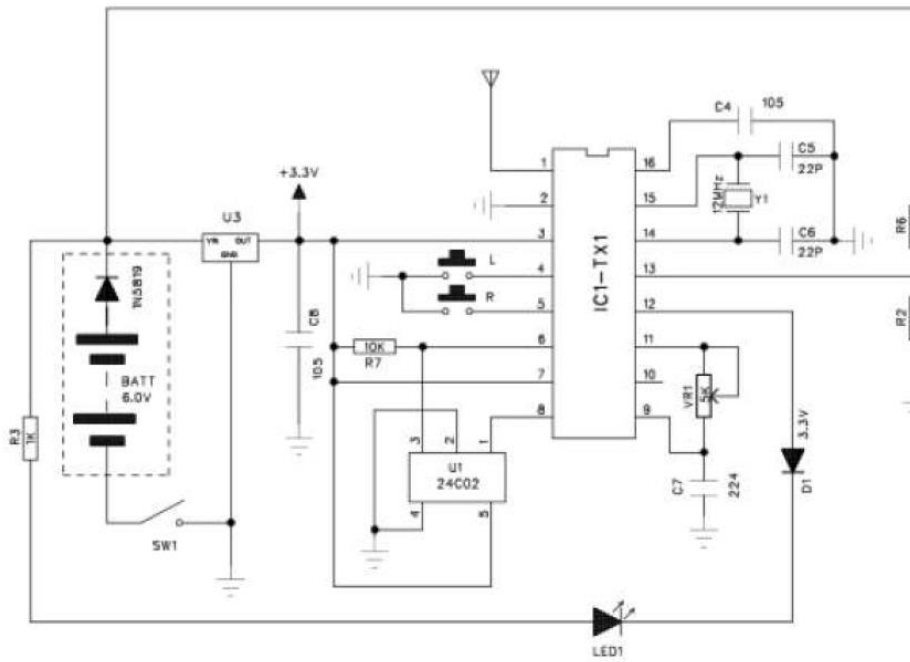 C4
105
1
16
C5
22P
2
15
12MHz
Y1
+3.3V
U3
VIN
OUT
GND
3
14
C6
22P
R6
IC1-TX1
L
4
13
1N5819
R
5
12
R2
C8
105
10K
R7
6
11
BATT
6.0V
7
10
VR1
5K
3.3V
D1
R3
1K
8
9
3
2
1
U1
24C02
4
5
C7
224
SW1
LED1